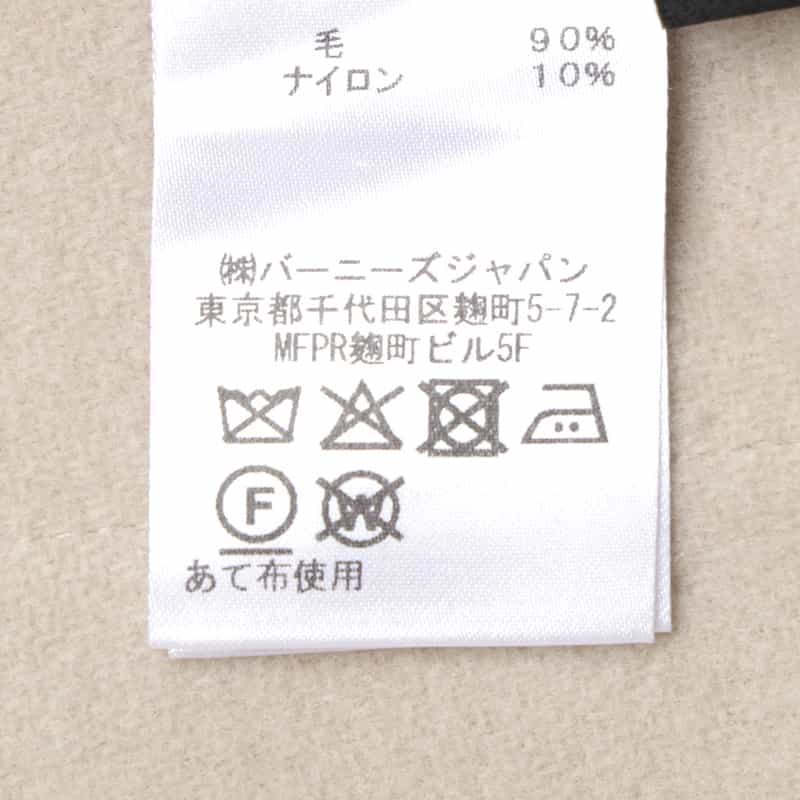 毛 90%
ナイロン 10%
㈱バーニーズジャパン
東京都千代田区麹町5-7-2
MFPR麹町ビル5F
F W
あて布使用